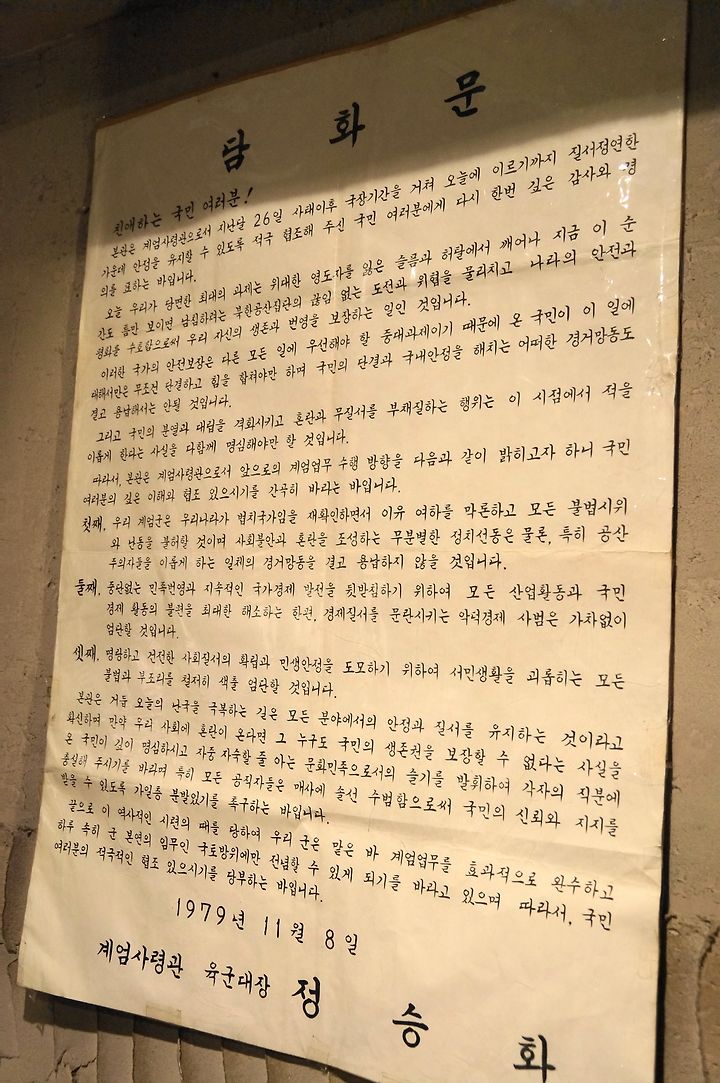 담 화 문
친애하는 국민 여러분!
본관은 계엄사령관으로서 지난달 26일 사태이후 국장기간을 거쳐 오늘에 이르기까지 질서정연한
가운데 안정을 유지할 수 있도록 적극 협조해 주신 국민 여러분에게 다시 한번 깊은 감사와 경
의를 표하는 바입니다.
오늘 우리가 당면한 최대의 과제는 위대한 영도자를 잃은 슬픔과 허탈에서 깨어나 지금 이 순
간도 틈만 보이면 남침하려는 북한공산집단의 끊임 없는 도전과 위협을 물리치고 나라의 안전과
평화를 수호함으로써 우리 자신의 생존과 번영을 보장하는 일인 것입니다.
이러한 국가의 안전보장은 다른 모든 일에 우선해야 할 중대과제이기 때문에 온 국민이 이 일에
대해서만은 무조건 단결하고 힘을 합쳐야만 하며 국민의 단결과 국내안정을 해치는 어떠한 경거망동도
결코 용납해서는 안될 것입니다.
그리고 국민의 분열과 대립을 격화시키고 혼란과 무질서를 부채질하는 행위는 이 시점에서 적을
이롭게 한다는 사실을 다함께 명심해야만 할 것입니다.
따라서, 본관은 계엄사령관으로서 앞으로의 계엄업무 수행 방향을 다음과 같이 밝히고자 하니 국민
여러분의 깊은 이해와 협조 있으시기를 간곡히 바라는 바입니다.
첫째, 우리 계엄군은 우리나라가 법치국가임을 재확인하면서 이유 여하를 막론하고 모든 불법시위
와 난동을 불허할 것이며 사회불안과 혼란을 조성하는 무분별한 정치선동은 물론, 특히 공산
주의자들을 이롭게 하는 일체의 경거망동을 결코 용납하지 않을 것입니다.
둘째, 중단없는 민족번영과 지속적인 국가경제 발전을 뒷받침하기 위하여 모든 산업활동과 국민
경제 활동의 불편을 최대한 해소하는 한편, 경제질서를 문란시키는 악덕경제 사범은 가차없이
엄단할 것입니다.
셋째, 명랑하고 건전한 사회질서의 확립과 민생안정을 도모하기 위하여 서민생활을 괴롭히는 모든
불법과 부조리를 철저히 색출 엄단할 것입니다.
본관은 거듭 오늘의 난국을 극복하는 길은 모든 분야에서의 안정과 질서를 유지하는 것이라고
확신하며 만약 우리 사회에 혼란이 온다면 그 누구도 국민의 생존권을 보장할 수 없다는 사실을
온 국민이 깊이 명심하시고 자중 자숙할 줄 아는 문화민족으로서의 슬기를 발휘하여 각자의 직분에
충실해 주시기를 바라며 특히 모든 공직자들은 매사에 솔선 수범함으로써 국민의 신뢰와 지지를
받을 수 있도록 가일층 분발있기를 촉구하는 바입니다.
끝으로 이 역사적인 시련의 때를 당하여 우리 군은 맡은 바 계엄업무를 효과적으로 완수하고
하루 속히 군 본연의 임무인 국토방위에만 전념할 수 있게 되기를 바라고 있으며 따라서, 국민
여러분의 적극적인 협조 있으시기를 당부하는 바입니다.
1979년 11월 8일
계엄사령관 육군대장 정 승 화